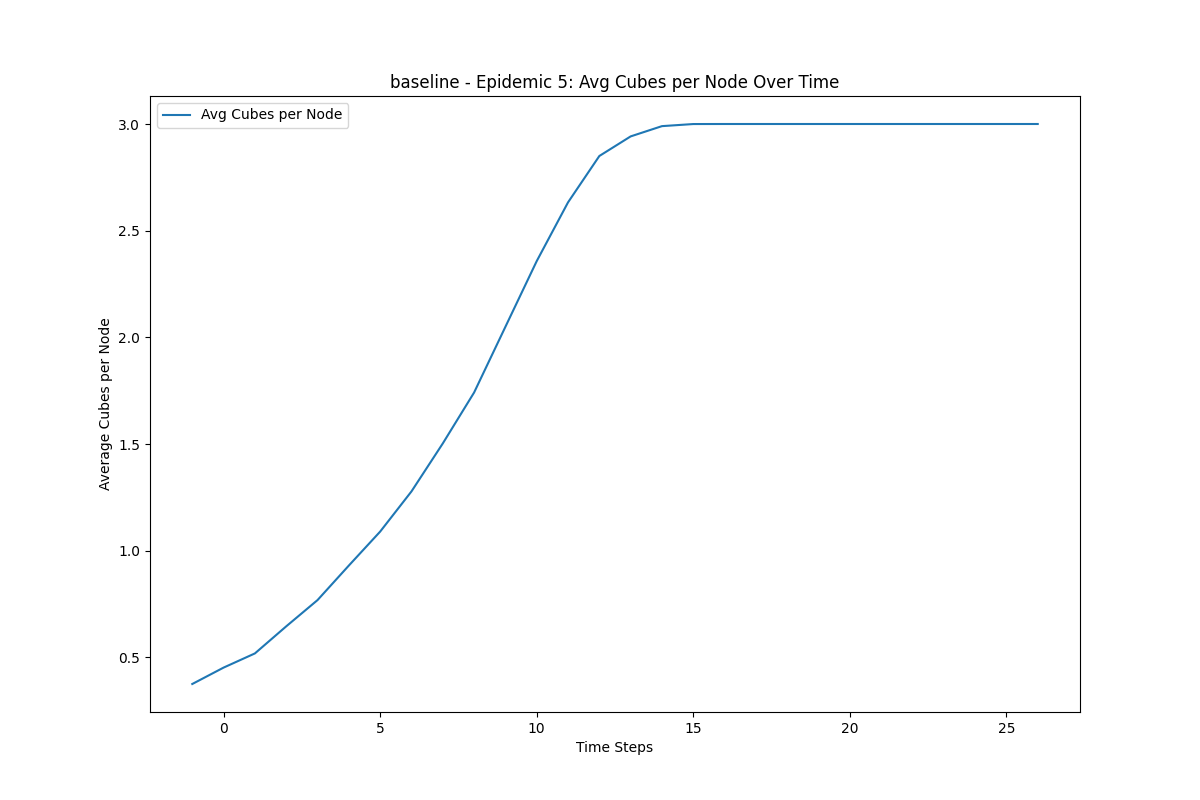 baseline - Epidemic 5: Avg Cubes per Node Over Time
Avg Cubes per Node
3.0
2.5
2.0
1.5
1.0
0.5
Average Cubes per Node
0 5 10 15 20 25
Time Steps